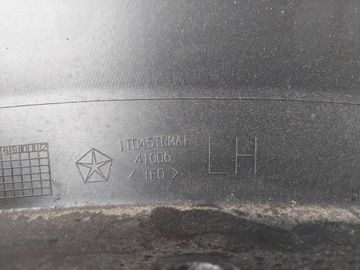 1TD45TRMAF
41006
< TEO >
LH